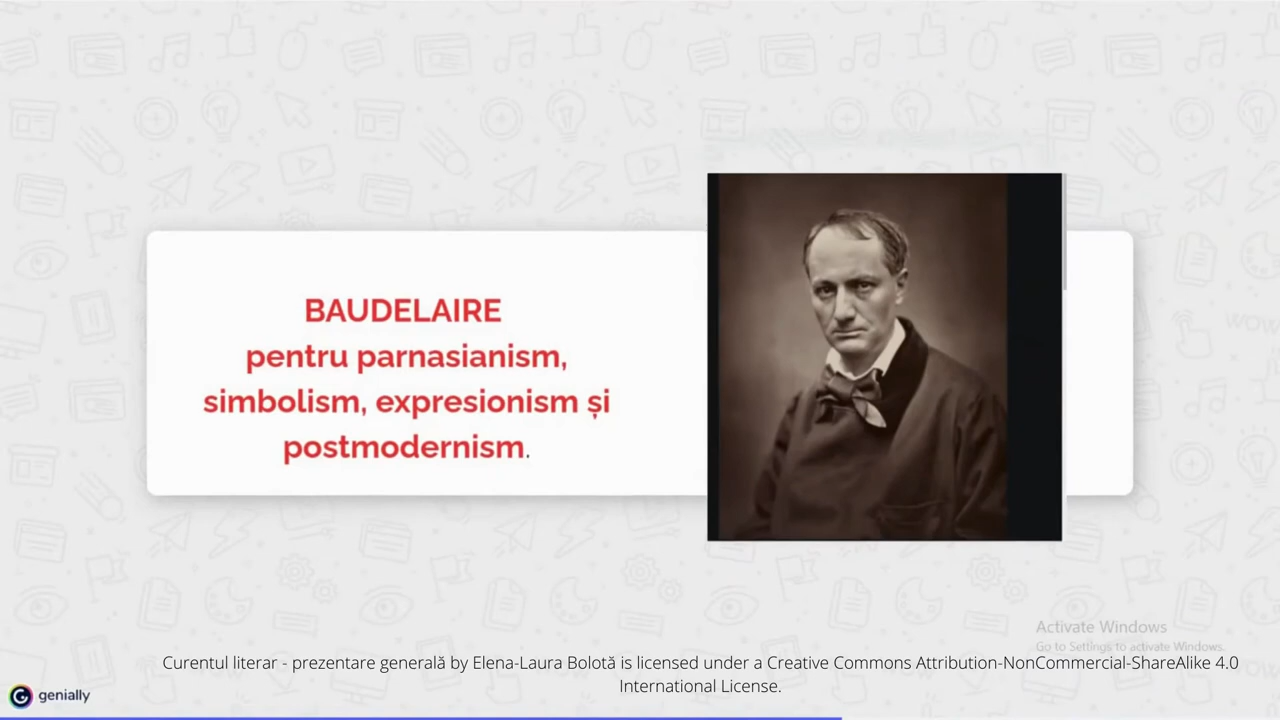 BAUDELAIRE
pentru parnasianism,
simbolism, expresionism și
postmodernism.
Activate Windows
Go to Settings to activate Windows.
Curentul literar - prezentare generală by Elena-Laura Bolotă is licensed under a Creative Commons Attribution-NonCommercial-ShareAlike 4.0
International License.
genially